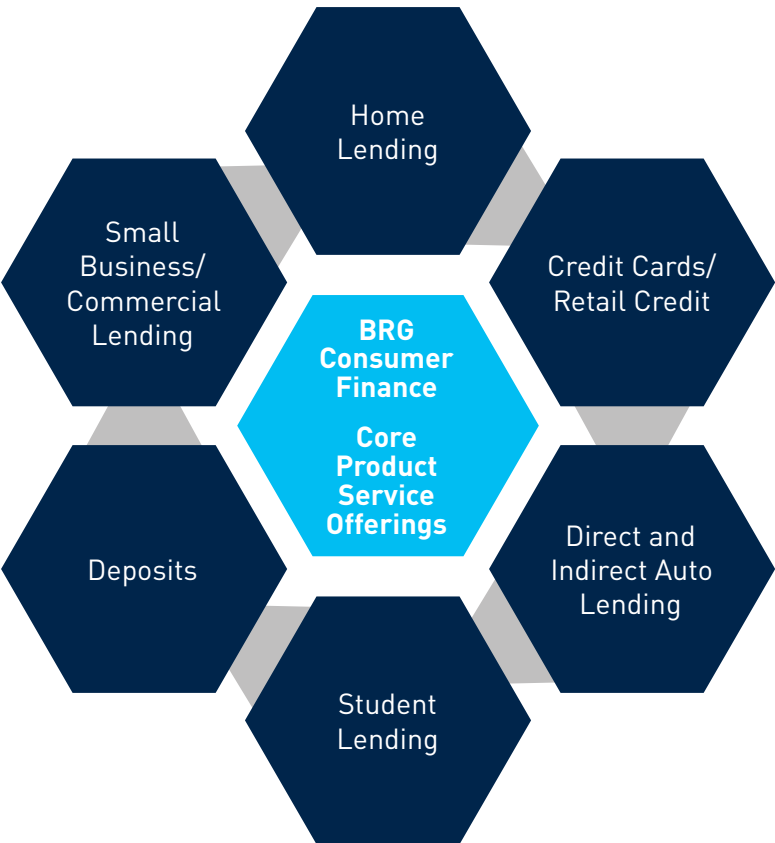 Home
Lending
Small
Business/
Commercial
Lending
Credit Cards/
Retail Credit
BRG
Consumer
Finance
Core
Product
Service
Offerings
Deposits
Direct and
Indirect Auto
Lending
Student
Lending